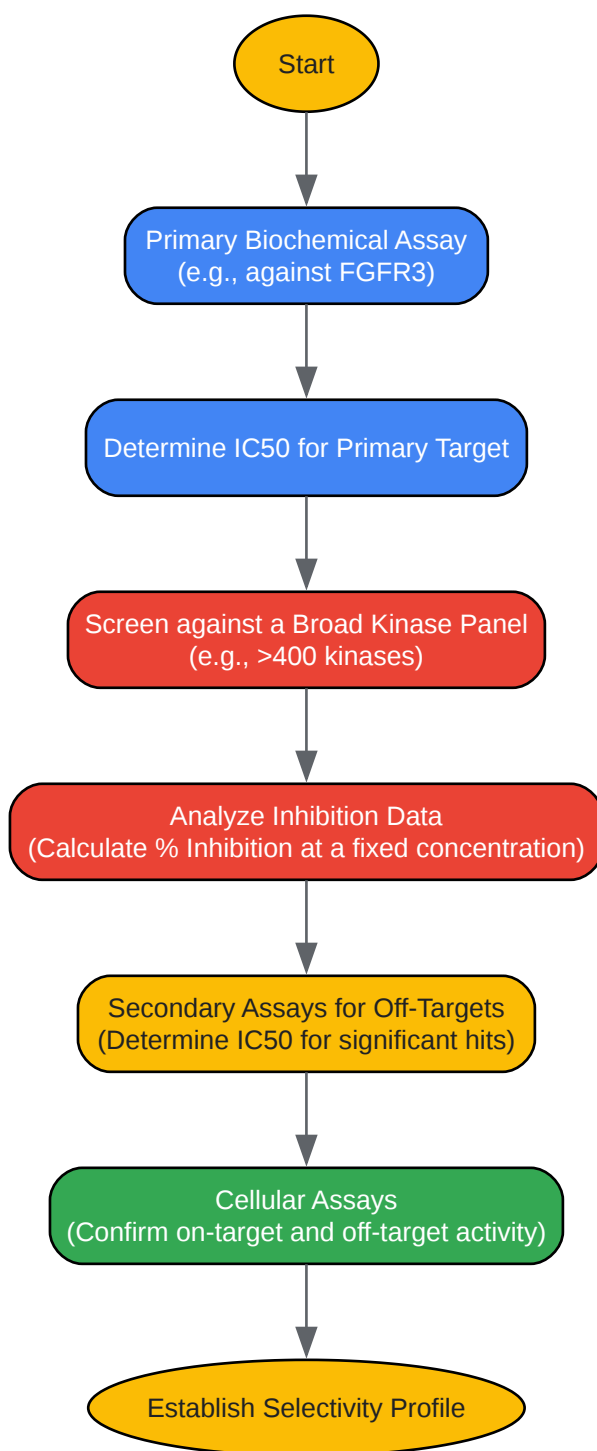 Start
Primary Biochemical Assay
(e.g., against FGFR3)
Determine IC50 for Primary Target
Screen against a Broad Kinase Panel
(e.g., >400 kinases)
Analyze Inhibition Data
(Calculate % Inhibition at a fixed concentration)
Secondary Assays for Off-Targets
(Determine IC50 for significant hits)
Cellular Assays
(Confirm on-target and off-target activity)
Establish Selectivity Profile